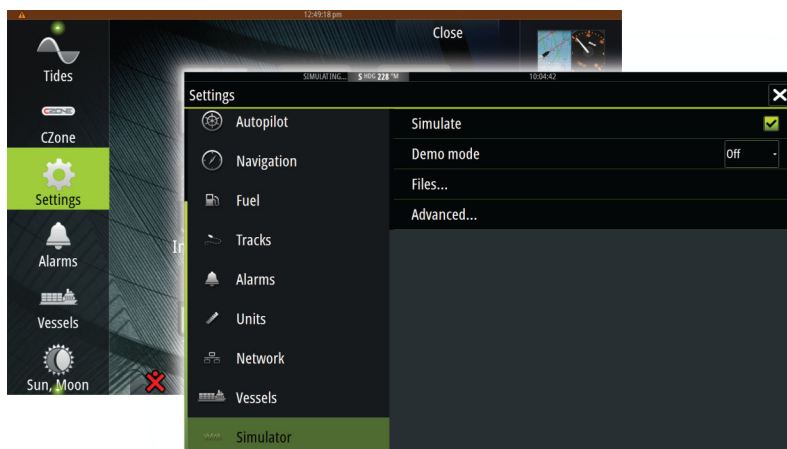 12:49:18 pm
Close
Tides
CZONE
CZone
Settings
Alarms
Vessels
Sun, Moon
In
SIMULATING... S HDG 228 °M
10:04:42
Settings
Autopilot
Navigation
Fuel
Tracks
Alarms
Units
Network
Vessels
Simulator
Simulate
Demo mode
Off
Files...
Advanced...